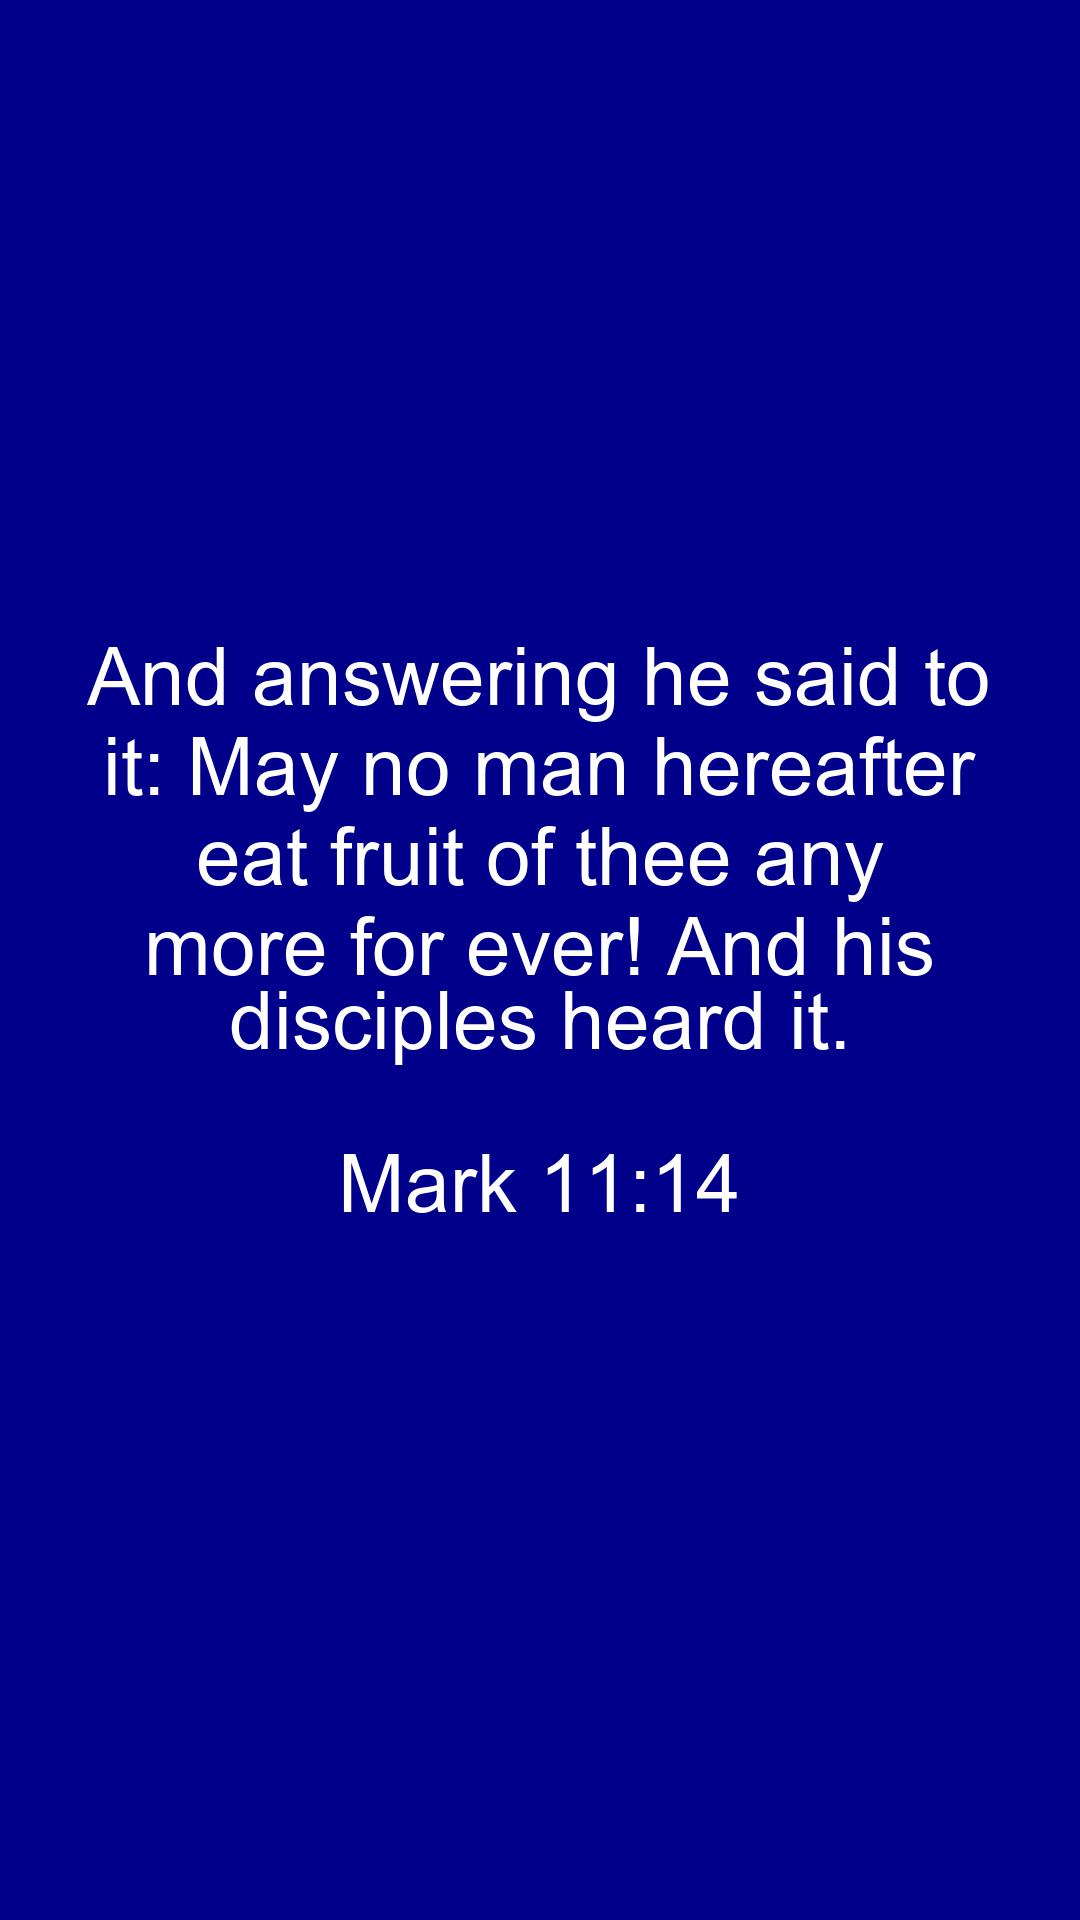 And answering he said to
it: May no man hereafter
eat fruit of thee any
more for ever! And his
disciples heard it.
Mark 11:14